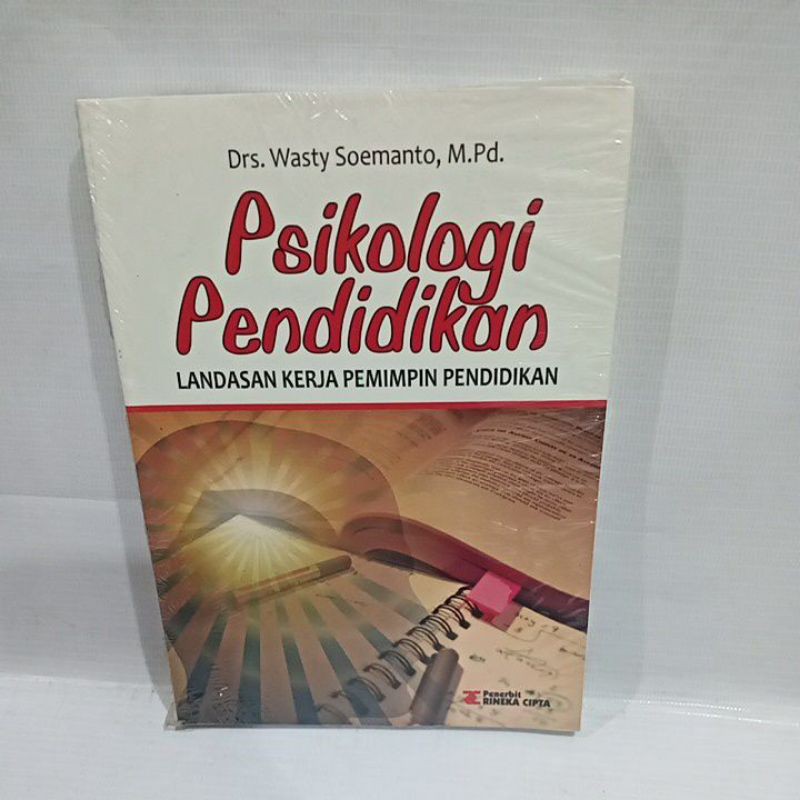 Drs. Wasty Soemanto, M.Pd.
Psikologi
Pendidikan
LANDASAN KERJA PEMIMPIN PENDIDIKAN
Penerbit
RINEKA CIPTA